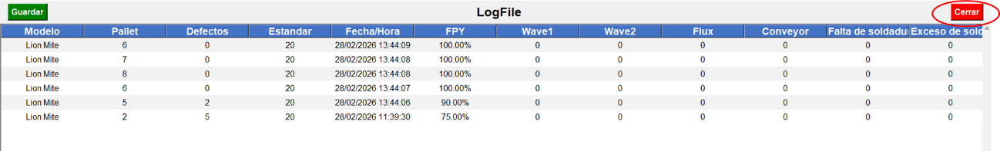 Guardar LogFile Cerrar
Modelo Pallet Defectos Estandar Fecha/Hora FPY Wave1 Wave2 Flux Conveyor Falta de soldadur Exceso de sold
Lion Mite 6 0 20 28/02/2026 13:44:09 100.00% 0 0 0 0 0 0
Lion Mite 7 0 20 28/02/2026 13:44:08 100.00% 0 0 0 0 0 0
Lion Mite 8 0 20 28/02/2026 13:44:08 100.00% 0 0 0 0 0 0
Lion Mite 6 0 20 28/02/2026 13:44:07 100.00% 0 0 0 0 0 0
Lion Mite 5 2 20 28/02/2026 13:44:06 90.00% 0 0 0 0 0 0
Lion Mite 2 5 20 28/02/2026 11:39:30 75.00% 0 0 0 0 0 0